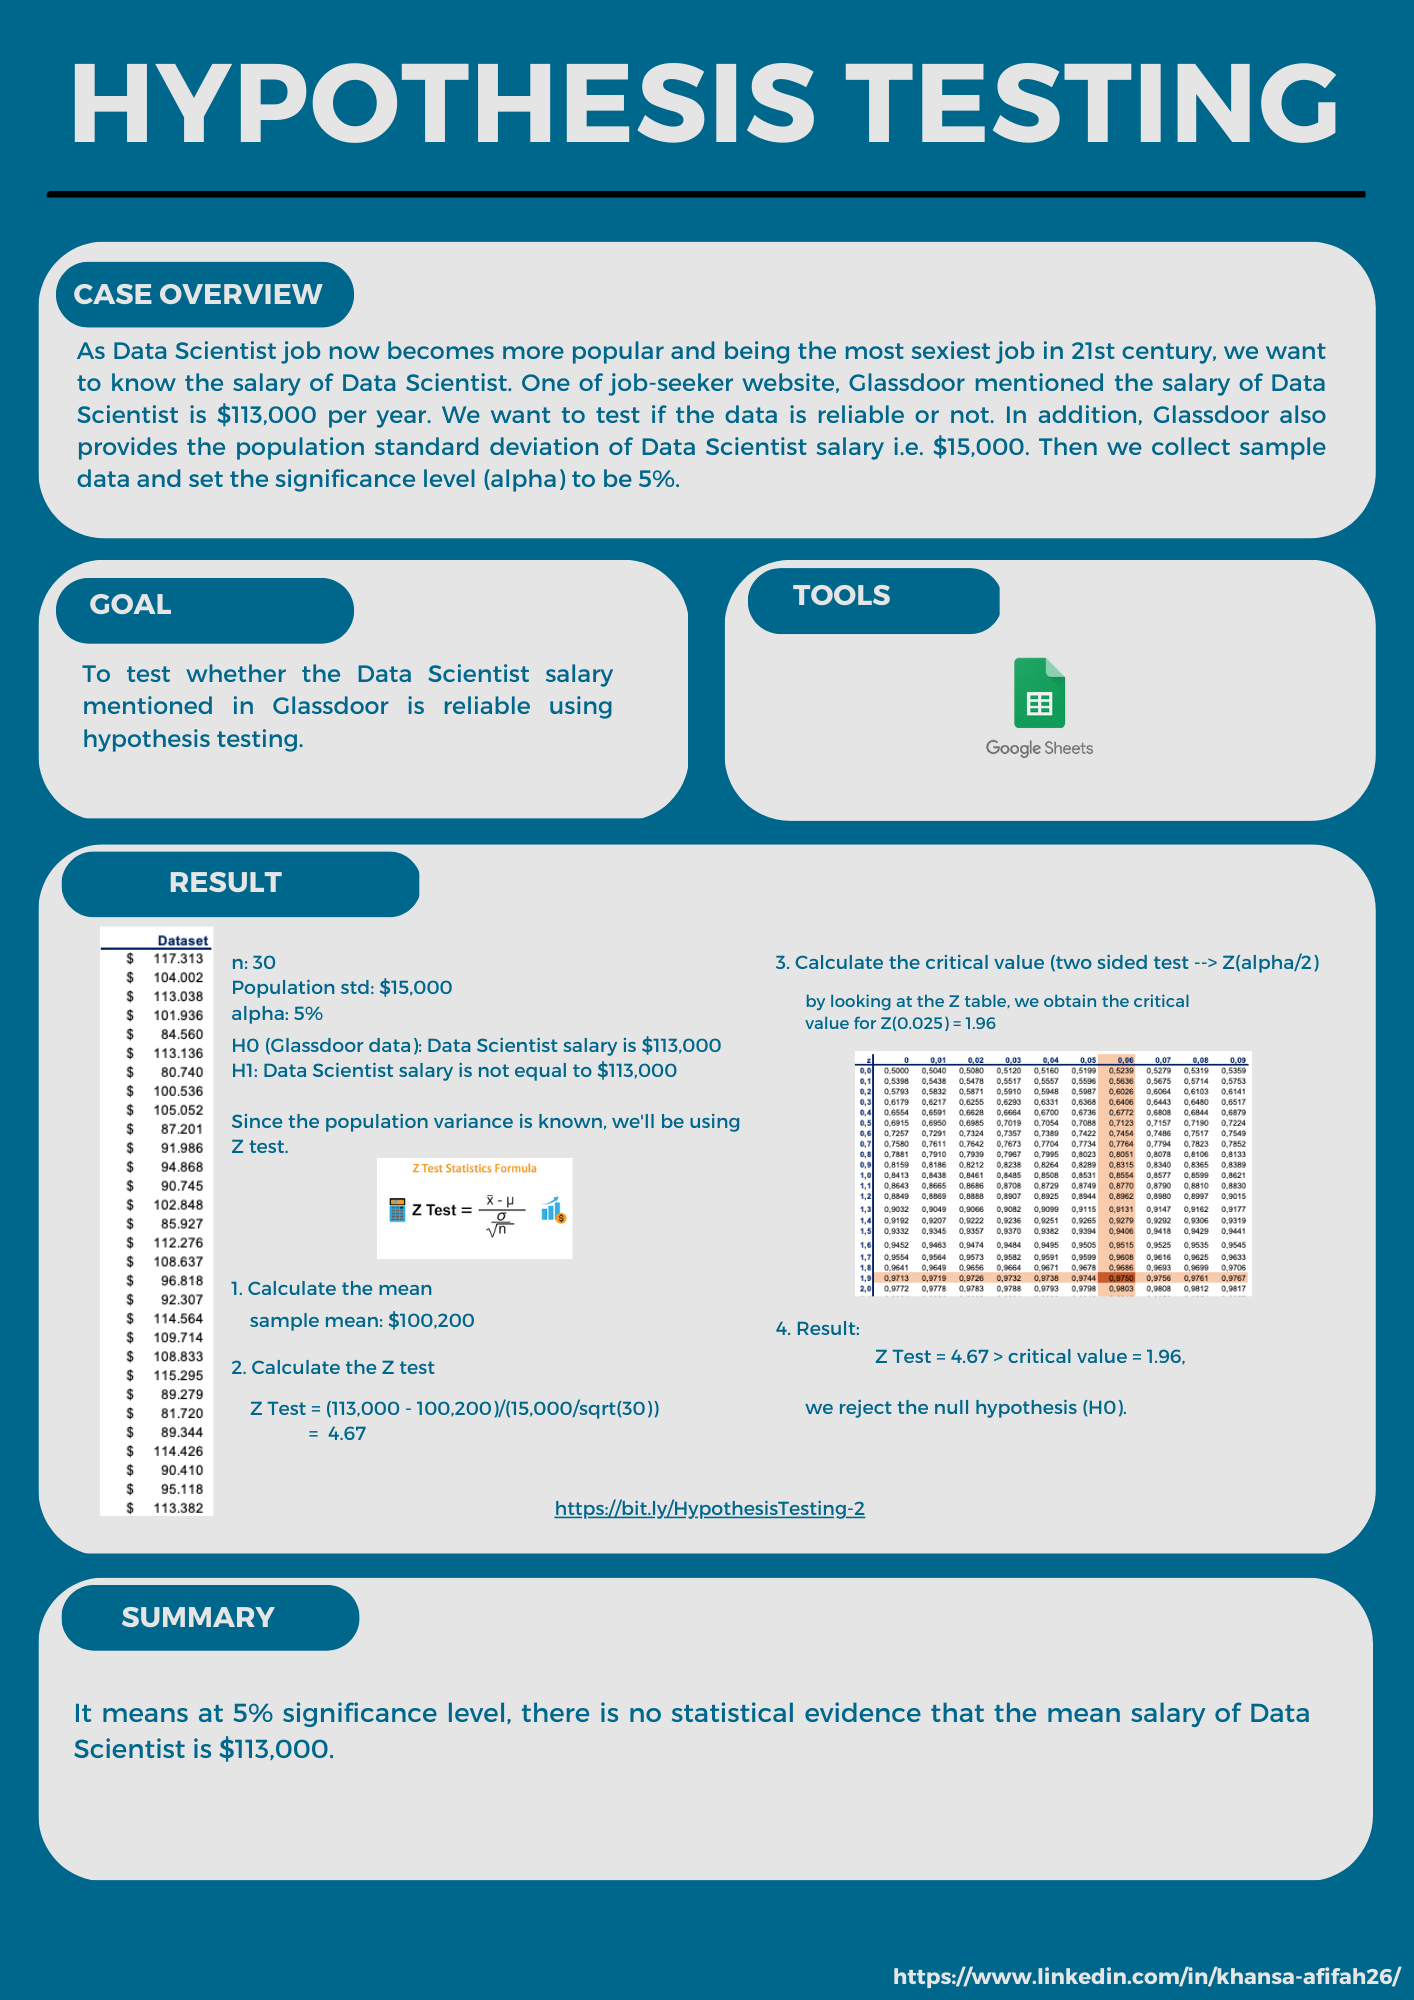 HYPOTHESIS TESTING
CASE OVERVIEW
As Data Scientist job now becomes more popular and being the most sexiest job in 21st century, we want
to know the salary of Data Scientist. One of job-seeker website, Glassdoor mentioned the salary of Data
Scientist is $113,000 per year. We want to test if the data is reliable or not. In addition, Glassdoor also
provides the population standard deviation of Data Scientist salary i.e. $15,000. Then we collect sample
data and set the significance level (alpha) to be 5%.
GOAL
To test whether the Data Scientist salary
mentioned in Glassdoor is reliable using
hypothesis testing.
TOOLS
Google Sheets
RESULT
Dataset
$ 117.313
$ 104.002
$ 113.038
$ 101.936
$ 84.560
$ 113.136
$ 80.740
$ 100.536
$ 105.052
$ 87.201
$ 91.986
$ 94.868
$ 90.745
$ 102.848
$ 85.927
$ 112.276
$ 108.637
$ 96.818
$ 92.307
$ 114.564
$ 109.714
$ 108.833
$ 115.295
$ 89.279
$ 81.720
$ 89.344
$ 114.426
$ 90.410
$ 95.118
$ 113.382
n: 30
Population std: $15,000
alpha: 5%
H0 (Glassdoor data): Data Scientist salary is $113,000
H1: Data Scientist salary is not equal to $113,000
Since the population variance is known, we'll be using
Z test.
Z Test Statistics Formula
Z Test = x̄ - μ
σ
√n
1. Calculate the mean
sample mean: $100,200
2. Calculate the Z test
Z Test = (113,000 - 100,200)/(15,000/sqrt(30))
= 4.67
3. Calculate the critical value (two sided test --> Z(alpha/2)
by looking at the Z table, we obtain the critical
value for Z(0.025) = 1.96
z 0 0,01 0,02 0,03 0,04 0,05 0,06 0,07 0,08 0,09
0,0 0,5000 0,5040 0,5080 0,5120 0,5160 0,5199 0,5239 0,5279 0,5319 0,5359
0,1 0,5398 0,5438 0,5478 0,5517 0,5557 0,5596 0,5636 0,5675 0,5714 0,5753
0,2 0,5793 0,5832 0,5871 0,5910 0,5948 0,5987 0,6026 0,6064 0,6103 0,6141
0,3 0,6179 0,6217 0,6255 0,6293 0,6331 0,6368 0,6406 0,6443 0,6480 0,6517
0,4 0,6554 0,6591 0,6628 0,6664 0,6700 0,6736 0,6772 0,6808 0,6844 0,6879
0,5 0,6915 0,6950 0,6985 0,7019 0,7054 0,7088 0,7123 0,7157 0,7190 0,7224
0,6 0,7257 0,7291 0,7324 0,7357 0,7389 0,7422 0,7454 0,7486 0,7517 0,7549
0,7 0,7580 0,7611 0,7642 0,7673 0,7704 0,7734 0,7764 0,7794 0,7823 0,7852
0,8 0,7881 0,7910 0,7939 0,7967 0,7995 0,8023 0,8051 0,8078 0,8106 0,8133
0,9 0,8159 0,8186 0,8212 0,8238 0,8264 0,8289 0,8315 0,8340 0,8365 0,8389
1,0 0,8413 0,8438 0,8461 0,8485 0,8508 0,8531 0,8554 0,8577 0,8599 0,8621
1,1 0,8643 0,8665 0,8686 0,8708 0,8729 0,8749 0,8770 0,8790 0,8810 0,8830
1,2 0,8849 0,8869 0,8888 0,8907 0,8925 0,8944 0,8962 0,8980 0,8997 0,9015
1,3 0,9032 0,9049 0,9066 0,9082 0,9099 0,9115 0,9131 0,9147 0,9162 0,9177
1,4 0,9192 0,9207 0,9222 0,9236 0,9251 0,9265 0,9279 0,9292 0,9306 0,9319
1,5 0,9332 0,9345 0,9357 0,9370 0,9382 0,9394 0,9406 0,9418 0,9429 0,9441
1,6 0,9452 0,9463 0,9474 0,9484 0,9495 0,9505 0,9515 0,9525 0,9535 0,9545
1,7 0,9554 0,9564 0,9573 0,9582 0,9591 0,9599 0,9608 0,9616 0,9625 0,9633
1,8 0,9641 0,9649 0,9656 0,9664 0,9671 0,9678 0,9686 0,9693 0,9699 0,9706
1,9 0,9713 0,9719 0,9726 0,9732 0,9738 0,9744 0,9750 0,9756 0,9761 0,9767
2,0 0,9772 0,9778 0,9783 0,9788 0,9793 0,9798 0,9803 0,9808 0,9812 0,9817
4. Result:
Z Test = 4.67 > critical value = 1.96,
we reject the null hypothesis (H0).
https://bit.ly/HypothesisTesting-2
SUMMARY
It means at 5% significance level, there is no statistical evidence that the mean salary of Data
Scientist is $113,000.
https://www.linkedin.com/in/khansa-afifah26/